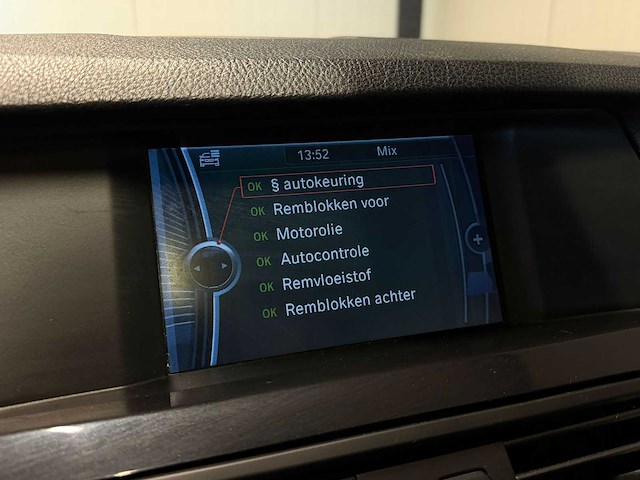 13:52 Mix
OK § autokeuring
OK Remblokken voor
OK Motorolie
OK Autocontrole
OK Remvloeistof
OK Remblokken achter